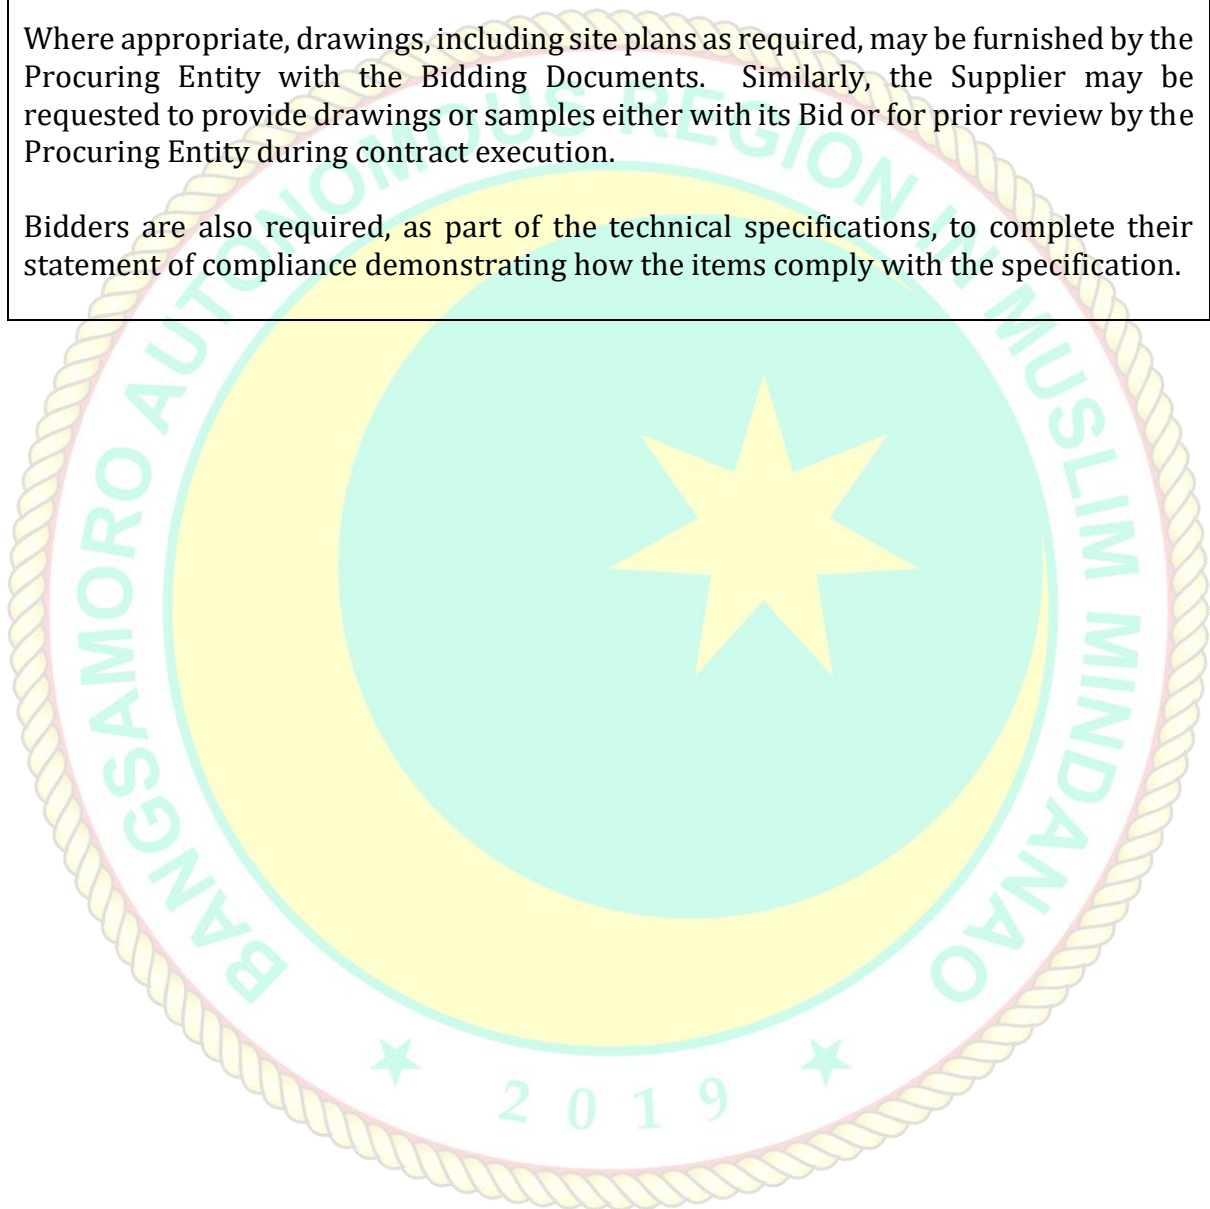 Where appropriate, drawings, including site plans as required, may be furnished by the
Procuring Entity with the Bidding Documents. Similarly, the Supplier may be
requested to provide drawings or samples either with its Bid or for prior review by the
Procuring Entity during contract execution.
Bidders are also required, as part of the technical specifications, to complete their
statement of compliance demonstrating how the items comply with the specification.
BANGSAMORO AUTONOMOUS REGION IN MUSLIM MINDANAO
2019